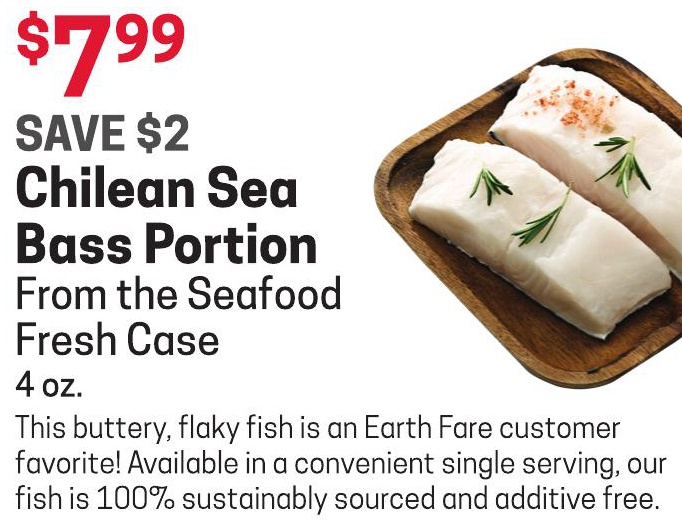 $7.99
SAVE $2
Chilean Sea
Bass Portion
From the Seafood
Fresh Case
4 oz.
This buttery, flaky fish is an Earth Fare customer
favorite! Available in a convenient single serving, our
fish is 100% sustainably sourced and additive free.